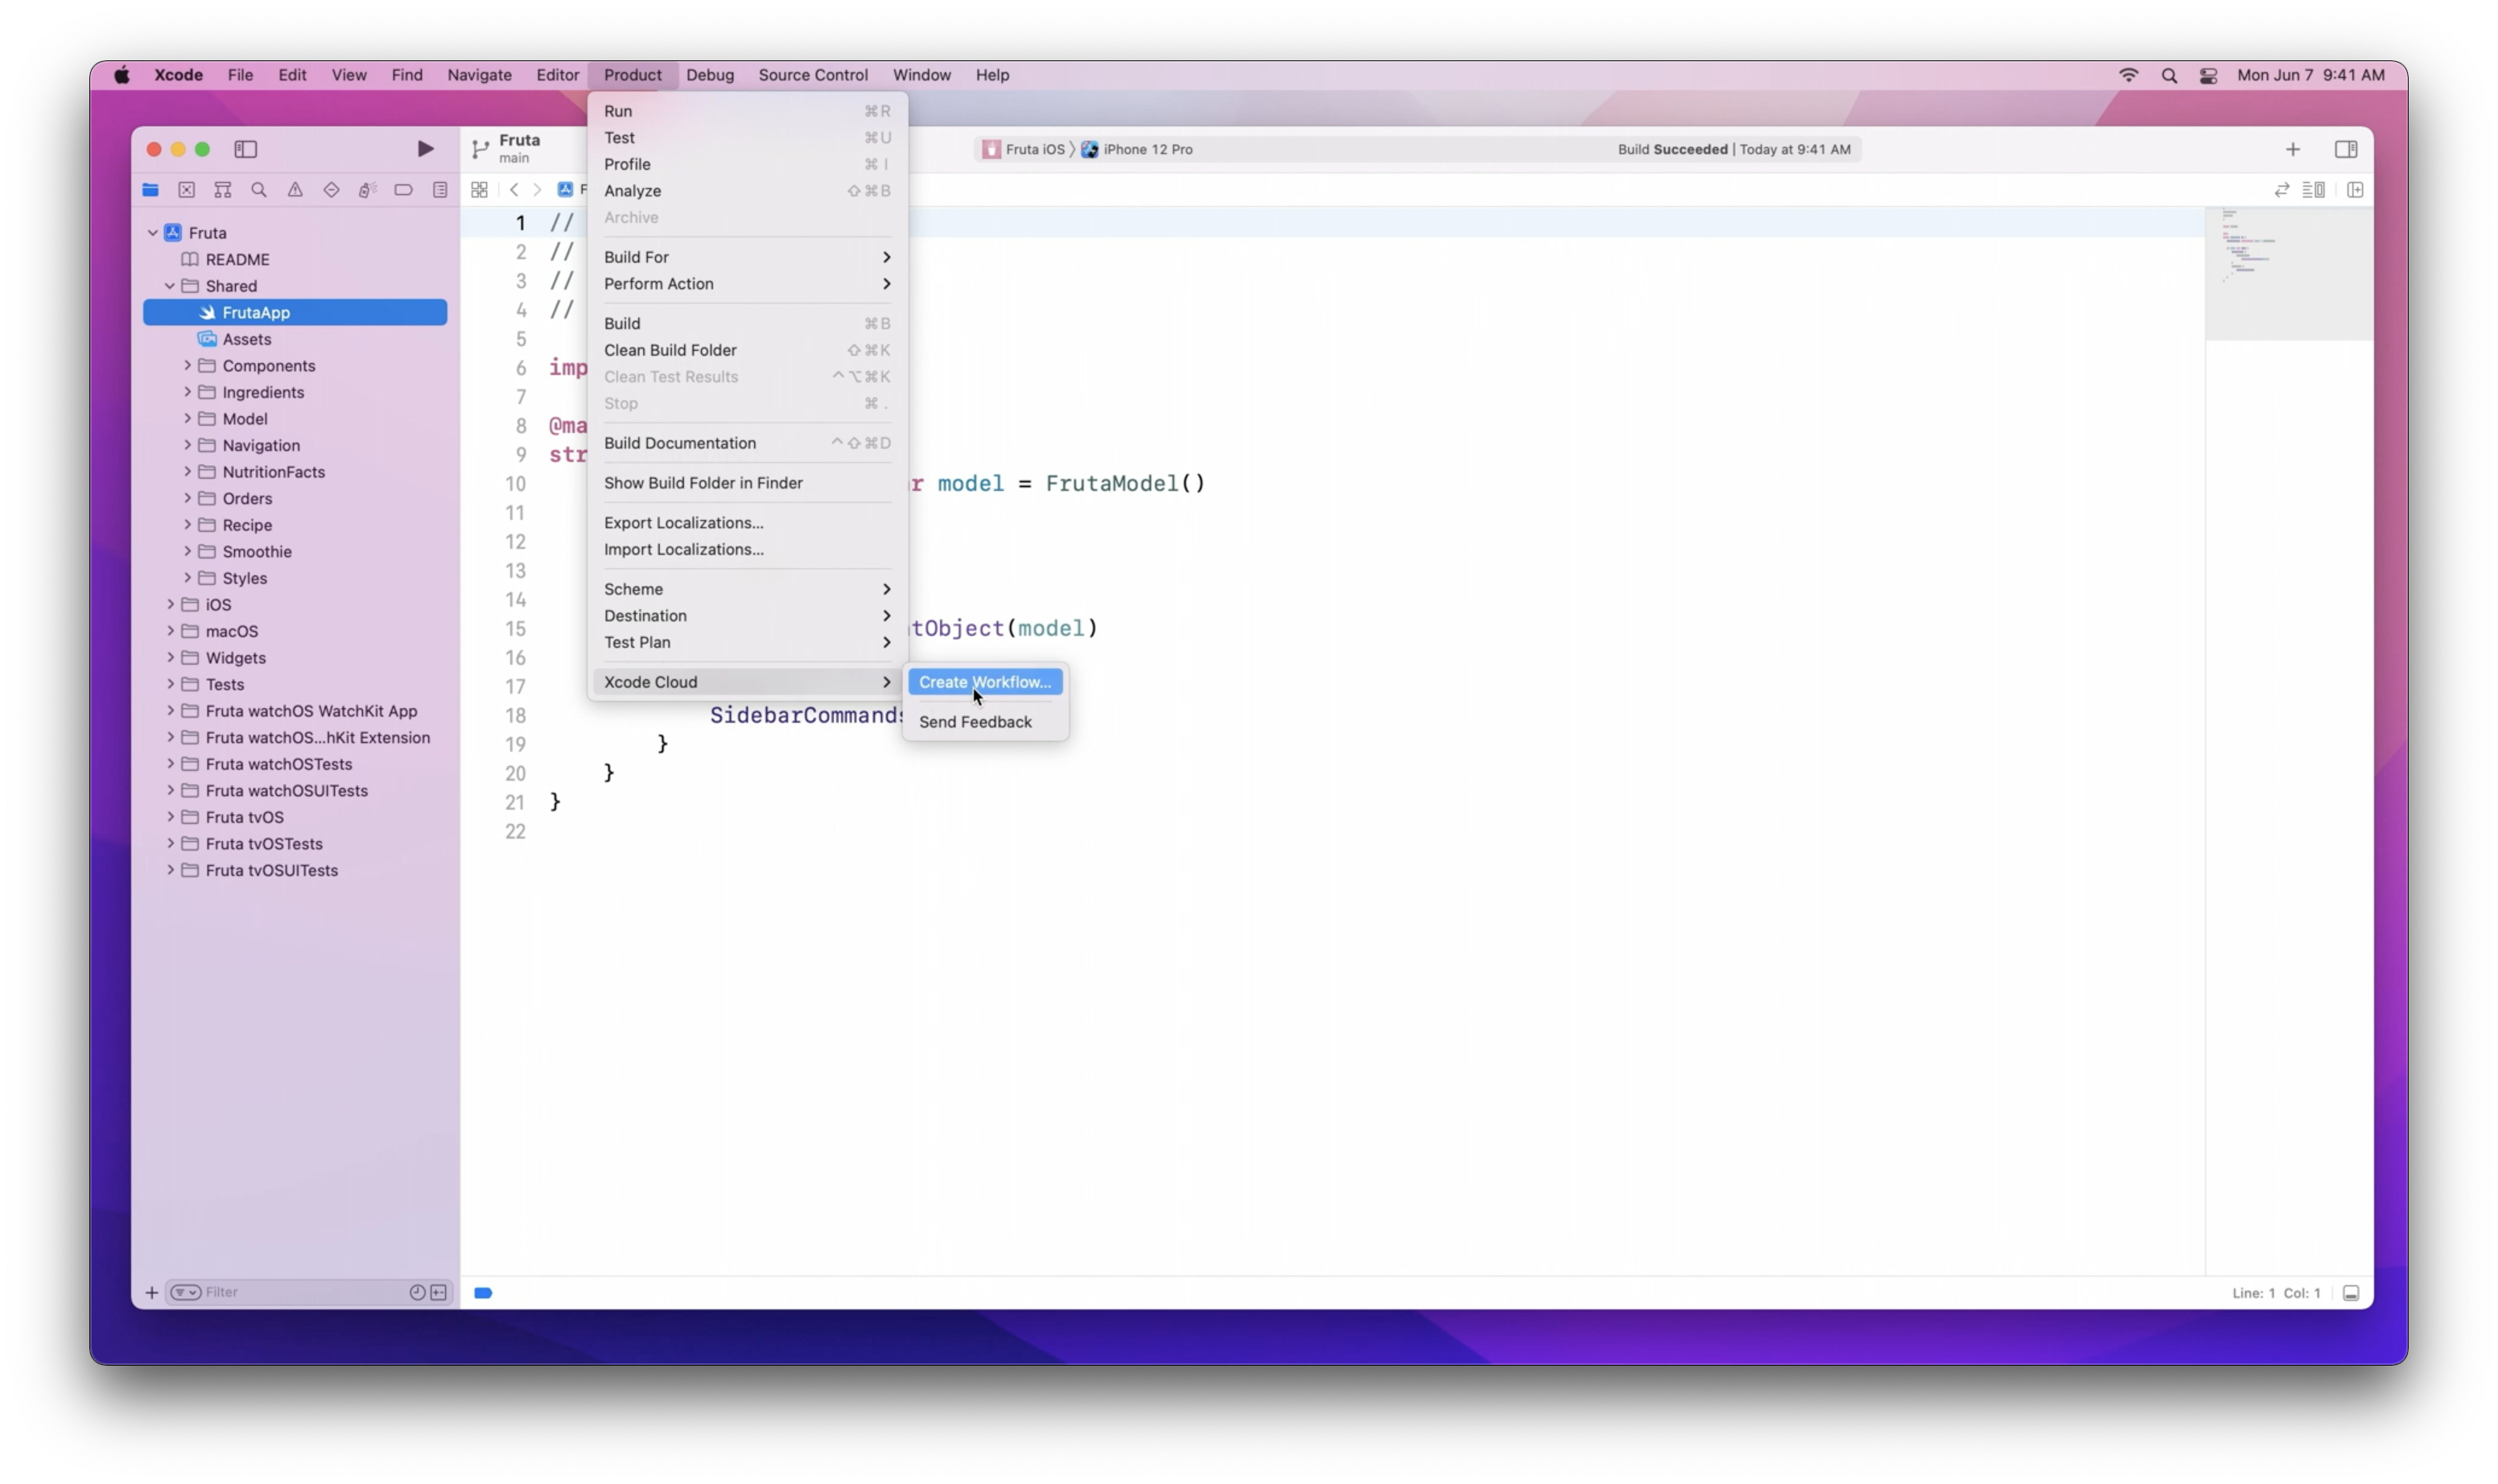 Xcode File Edit View Find Navigate Editor Product Debug Source Control Window Help Mon Jun 7 9:41 AM
Fruta
main
Fruta iOS 〉 iPhone 12 Pro
Build Succeeded | Today at 9:41 AM
Fruta
README
Shared
FrutaApp
Assets
Components
Ingredients
Model
Navigation
NutritionFacts
Orders
Recipe
Smoothie
Styles
iOS
macOS
Widgets
Tests
Fruta watchOS WatchKit App
Fruta watchOS...hKit Extension
Fruta watchOSTests
Fruta watchOSUITests
Fruta tvOS
Fruta tvOSTests
Fruta tvOSUITests
Filter
Run ⌘R
Test ⌘U
Profile ⌘I
Analyze ⇧⌘B
Archive
Build For
Perform Action
Build ⌘B
Clean Build Folder ⇧⌘K
Clean Test Results ^⌥⌘K
Stop ⌘.
Build Documentation ^⇧⌘D
Show Build Folder in Finder
Export Localizations...
Import Localizations...
Scheme
Destination
Test Plan
Xcode Cloud
Create Workflow...
Send Feedback
F
1 //
2 //
3 //
4 //
5
6 imp
7
8 @ma
9 str
10 r model = FrutaModel()
11
12
13
14
15 tObject(model)
16
17
18 SidebarCommands
19 }
20 }
21 }
22
Line: 1 Col: 1